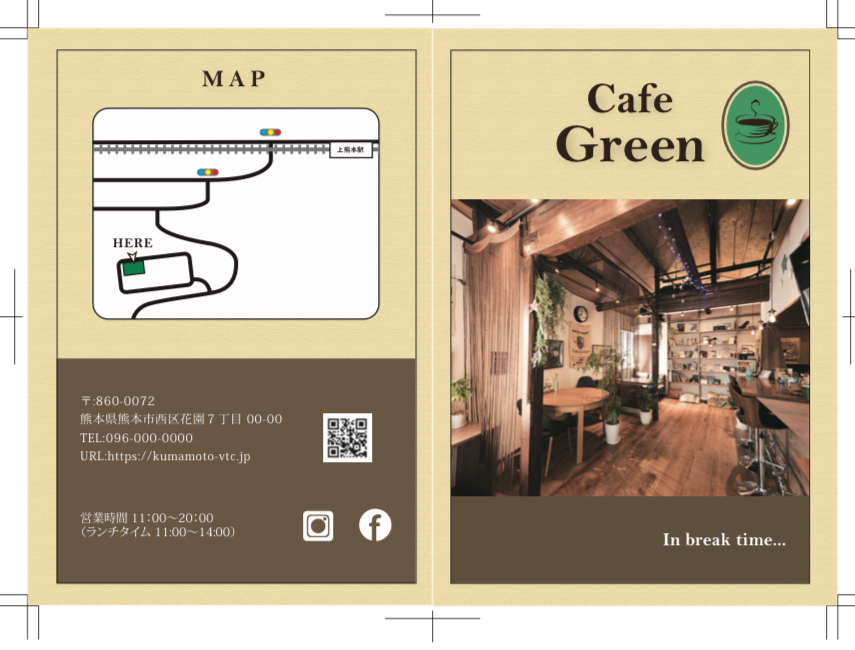 MAP
上熊本駅
HERE
〒:860-0072
熊本県熊本市西区花園7丁目 00-00
TEL:096-000-0000
URL:https://kumamoto-vtc.jp
営業時間 11:00～20:00
(ランチタイム 11:00～14:00)
Cafe
Green
In break time...